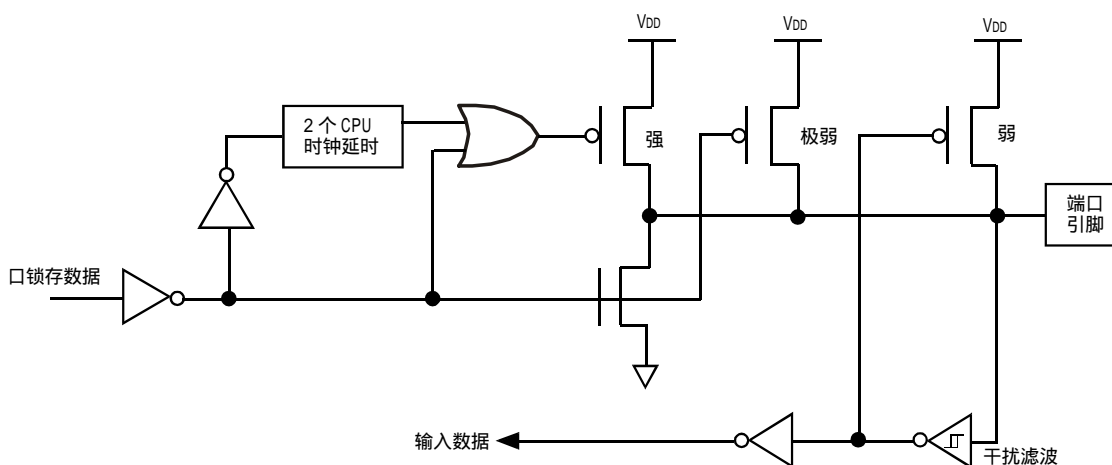 VDD
VDD
VDD
2 个 CPU
时钟延时
强
极弱
弱
端口
引脚
口锁存数据
输入数据
干扰滤波